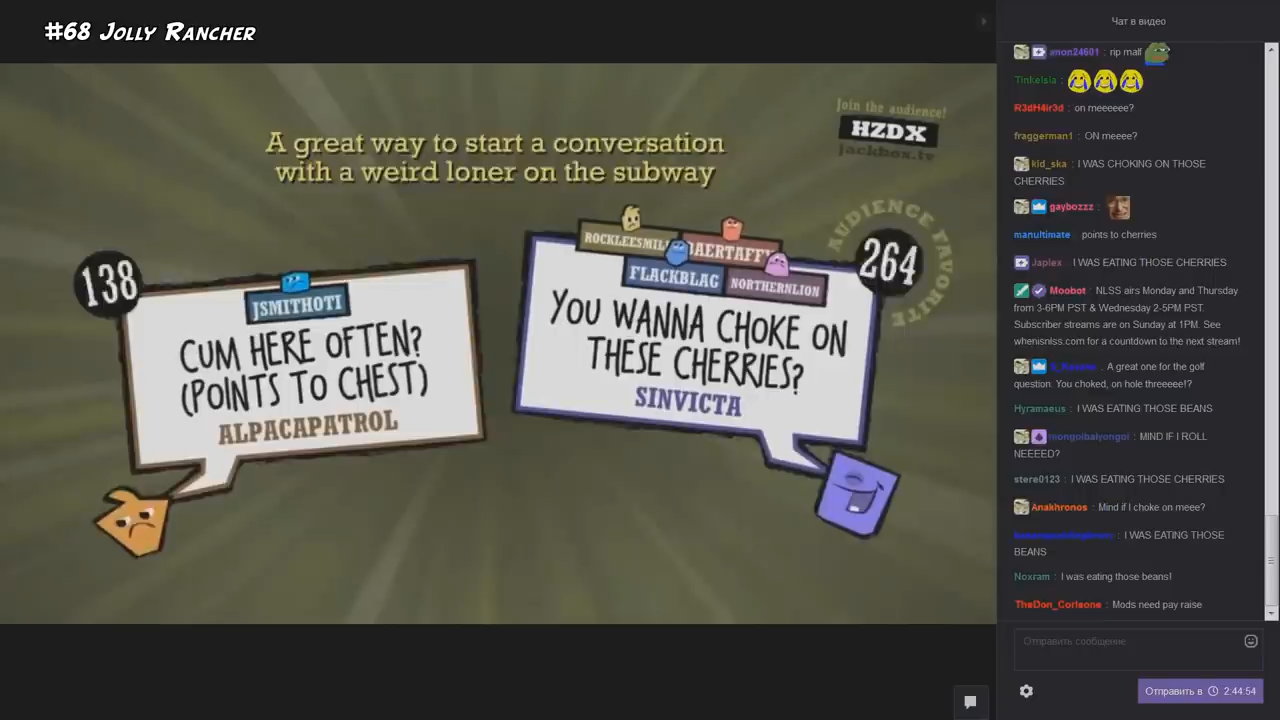 #68 Jolly Rancher
A great way to start a conversation
with a weird loner on the subway
Join the audience!
HZDX
jackbox.tv
138
JSMITHOTI
CUM HERE OFTEN?
(POINTS TO CHEST)
ALPACAPATROL
AUDIENCE FAVORITE
264
FLACKBLAC
NORTHERNLION
YOU WANNA CHOKE ON
THESE CHERRIES?
SINVICTA
Чат в видео
anon24601 : rip malf
Tinkelsia :
R3dH4ir3d : on meeeeee?
fraggerman1 : ON meeee?
kid_ska : I WAS CHOKING ON THOSE
CHERRIES
gaybozzz :
manultimate : points to cherries
Japlex : I WAS EATING THOSE CHERRIES
Moobot : NLSS airs Monday and Thursday
from 3-6PM PST & Wednesday 2-5PM PST.
Subscriber streams are on Sunday at 1PM. See
whenisnlss.com for a countdown to the next stream!
: A great one for the golf
question. You choked, on hole threeeee!?
Hyramaeus : I WAS EATING THOSE BEANS
mongolbaiyongoi : MIND IF I ROLL
NEEEED?
stere0123 : I WAS EATING THOSE CHERRIES
Anakhronos : Mind if I choke on meee?
: I WAS EATING THOSE
BEANS
Noxram : I was eating those beans!
TheDon_Corleone : Mods need pay raise
Отправить сообщение
Отправить в 2:44:54